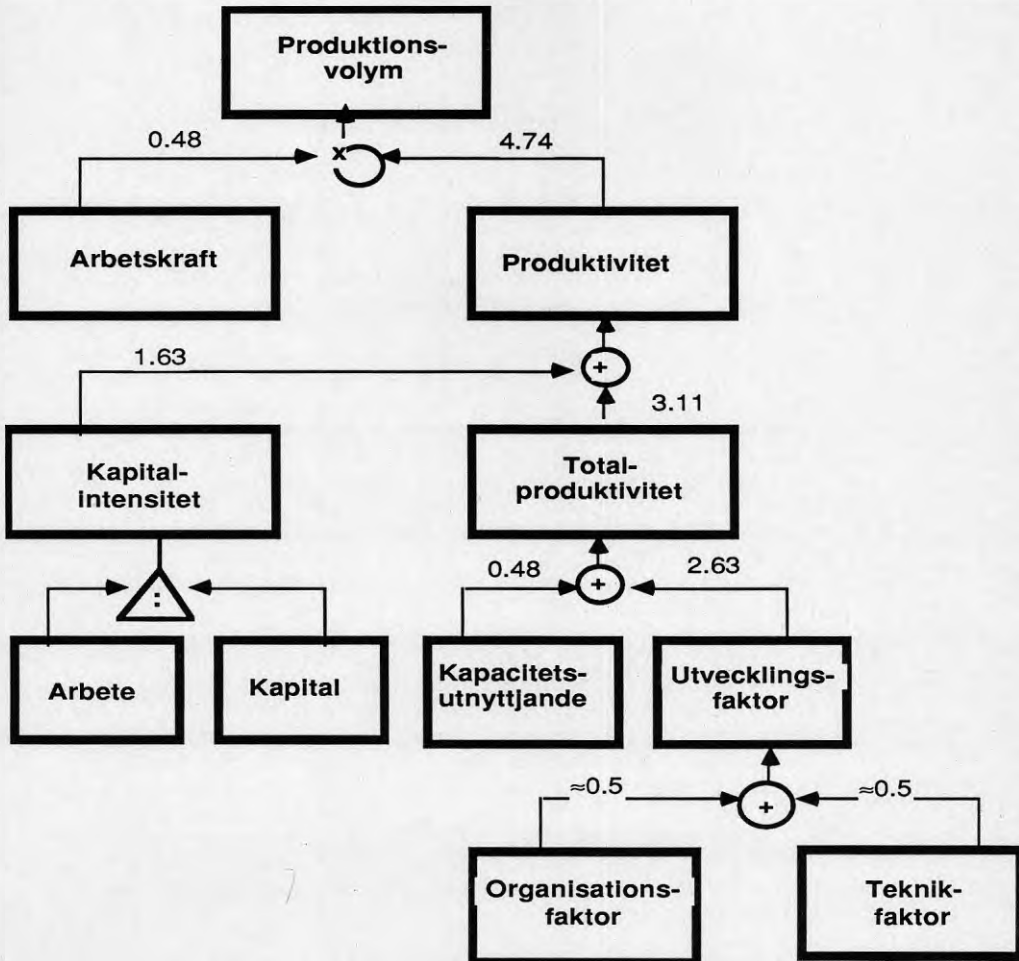 Produktions-
volym
0.48
x
4.74
Arbetskraft
Produktivitet
+
1.63
3.11
Kapital-
intensitet
Total-
produktivitet
0.48
+
2.63
:
Arbete
Kapital
Kapacitets-
utnyttjande
Utvecklings-
faktor
≈0.5
+
≈0.5
Organisations-
faktor
Teknik-
faktor